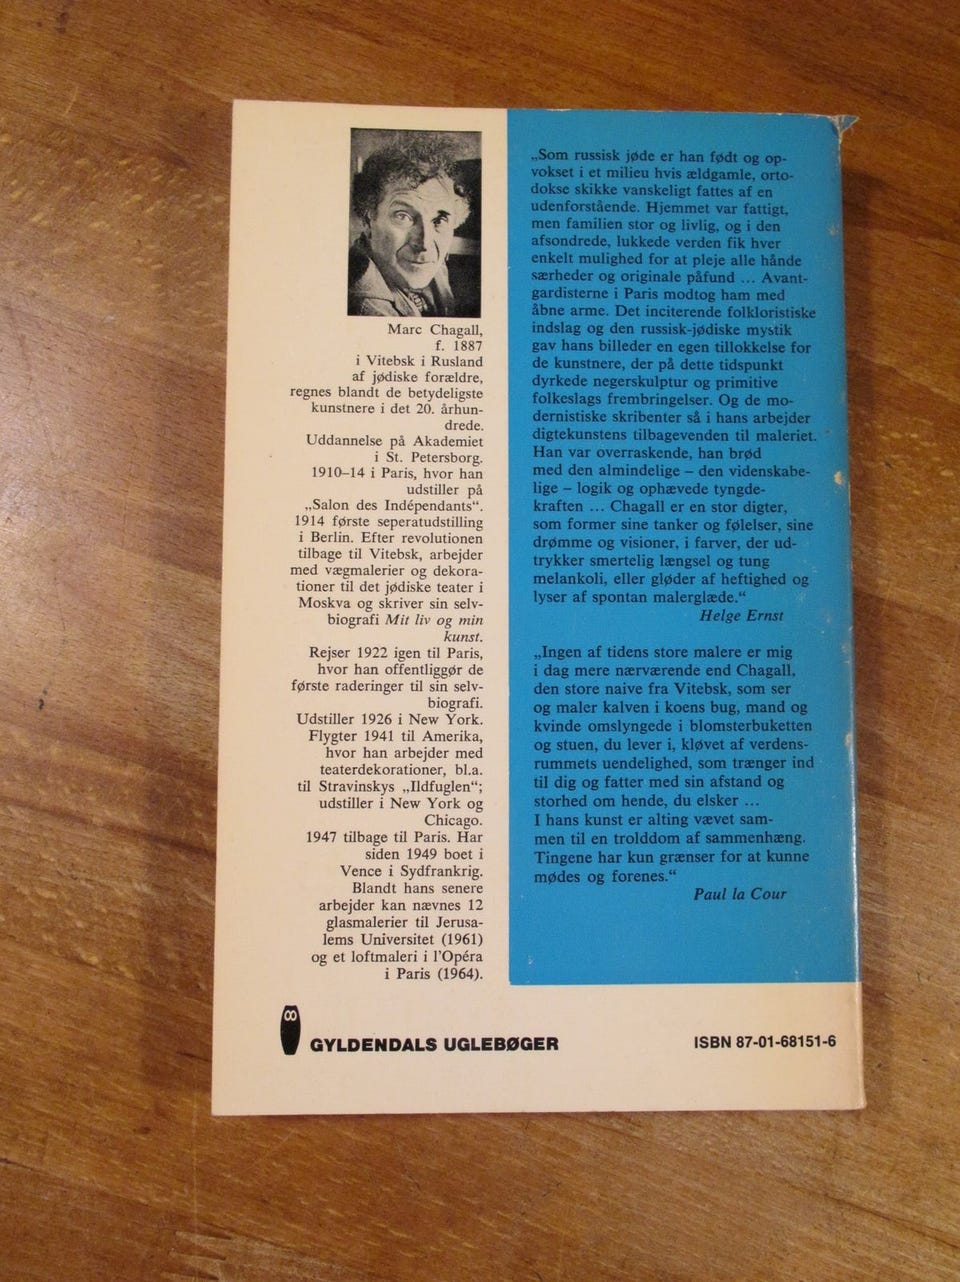 Marc Chagall,
f. 1887
i Vitebsk i Rusland
af jødiske forældre,
regnes blandt de betydeligste
kunstnere i det 20. århun-
drede.
Uddannelse på Akademiet
i St. Petersborg.
1910–14 i Paris, hvor han
udstiller på
„Salon des Indépendants“.
1914 første seperatudstilling
i Berlin. Efter revolutionen
tilbage til Vitebsk, arbejder
med vægmalerier og dekora-
tioner til det jødiske teater i
Moskva og skriver sin selv-
biografi Mit liv og min
kunst.
Rejser 1922 igen til Paris,
hvor han offentliggør de
første raderinger til sin selv-
biografi.
Udstiller 1926 i New York.
Flygter 1941 til Amerika,
hvor han arbejder med
teaterdekorationer, bl.a.
til Stravinskys „Ildfuglen“;
udstiller i New York og
Chicago.
1947 tilbage til Paris. Har
siden 1949 boet i
Vence i Sydfrankrig.
Blandt hans senere
arbejder kan nævnes 12
glasmalerier til Jerusa-
lems Universitet (1961)
og et loftmaleri i l'Opéra
i Paris (1964).
„Som russisk jøde er han født og op-
vokset i et milieu hvis ældgamle, orto-
dokse skikke vanskeligt fattes af en
udenforstående. Hjemmet var fattigt,
men familien stor og livlig, og i den
afsondrede, lukkede verden fik hver
enkelt mulighed for at pleje alle hånde
særheder og originale påfund ... Avant-
gardisterne i Paris modtog ham med
åbne arme. Det inciterende folkloristiske
indslag og den russisk-jødiske mystik
gav hans billeder en egen tillokkelse for
de kunstnere, der på dette tidspunkt
dyrkede negerskulptur og primitive
folkeslags frembringelser. Og de mo-
dernistiske skribenter så i hans arbejder
digtekunstens tilbagevenden til maleriet.
Han var overraskende, han brød
med den almindelige – den videnskabe-
lige – logik og ophævede tyngde-
kraften ... Chagall er en stor digter,
som former sine tanker og følelser, sine
drømme og visioner, i farver, der ud-
trykker smertelig længsel og tung
melankoli, eller gløder af heftighed og
lyser af spontan malerglæde.“
Helge Ernst
„Ingen af tidens store malere er mig
i dag mere nærværende end Chagall,
den store naive fra Vitebsk, som ser
og maler kalven i koens bug, mand og
kvinde omslyngede i blomsterbuketten
og stuen, du lever i, kløvet af verdens-
rummets uendelighed, som trænger ind
til dig og fatter med sin afstand og
storhed om hende, du elsker ...
I hans kunst er alting vævet sam-
men til en trolddom af sammenhæng.
Tingene har kun grænser for at kunne
mødes og forenes.“
Paul la Cour
GYLDENDALS UGLEBØGER
ISBN 87-01-68151-6